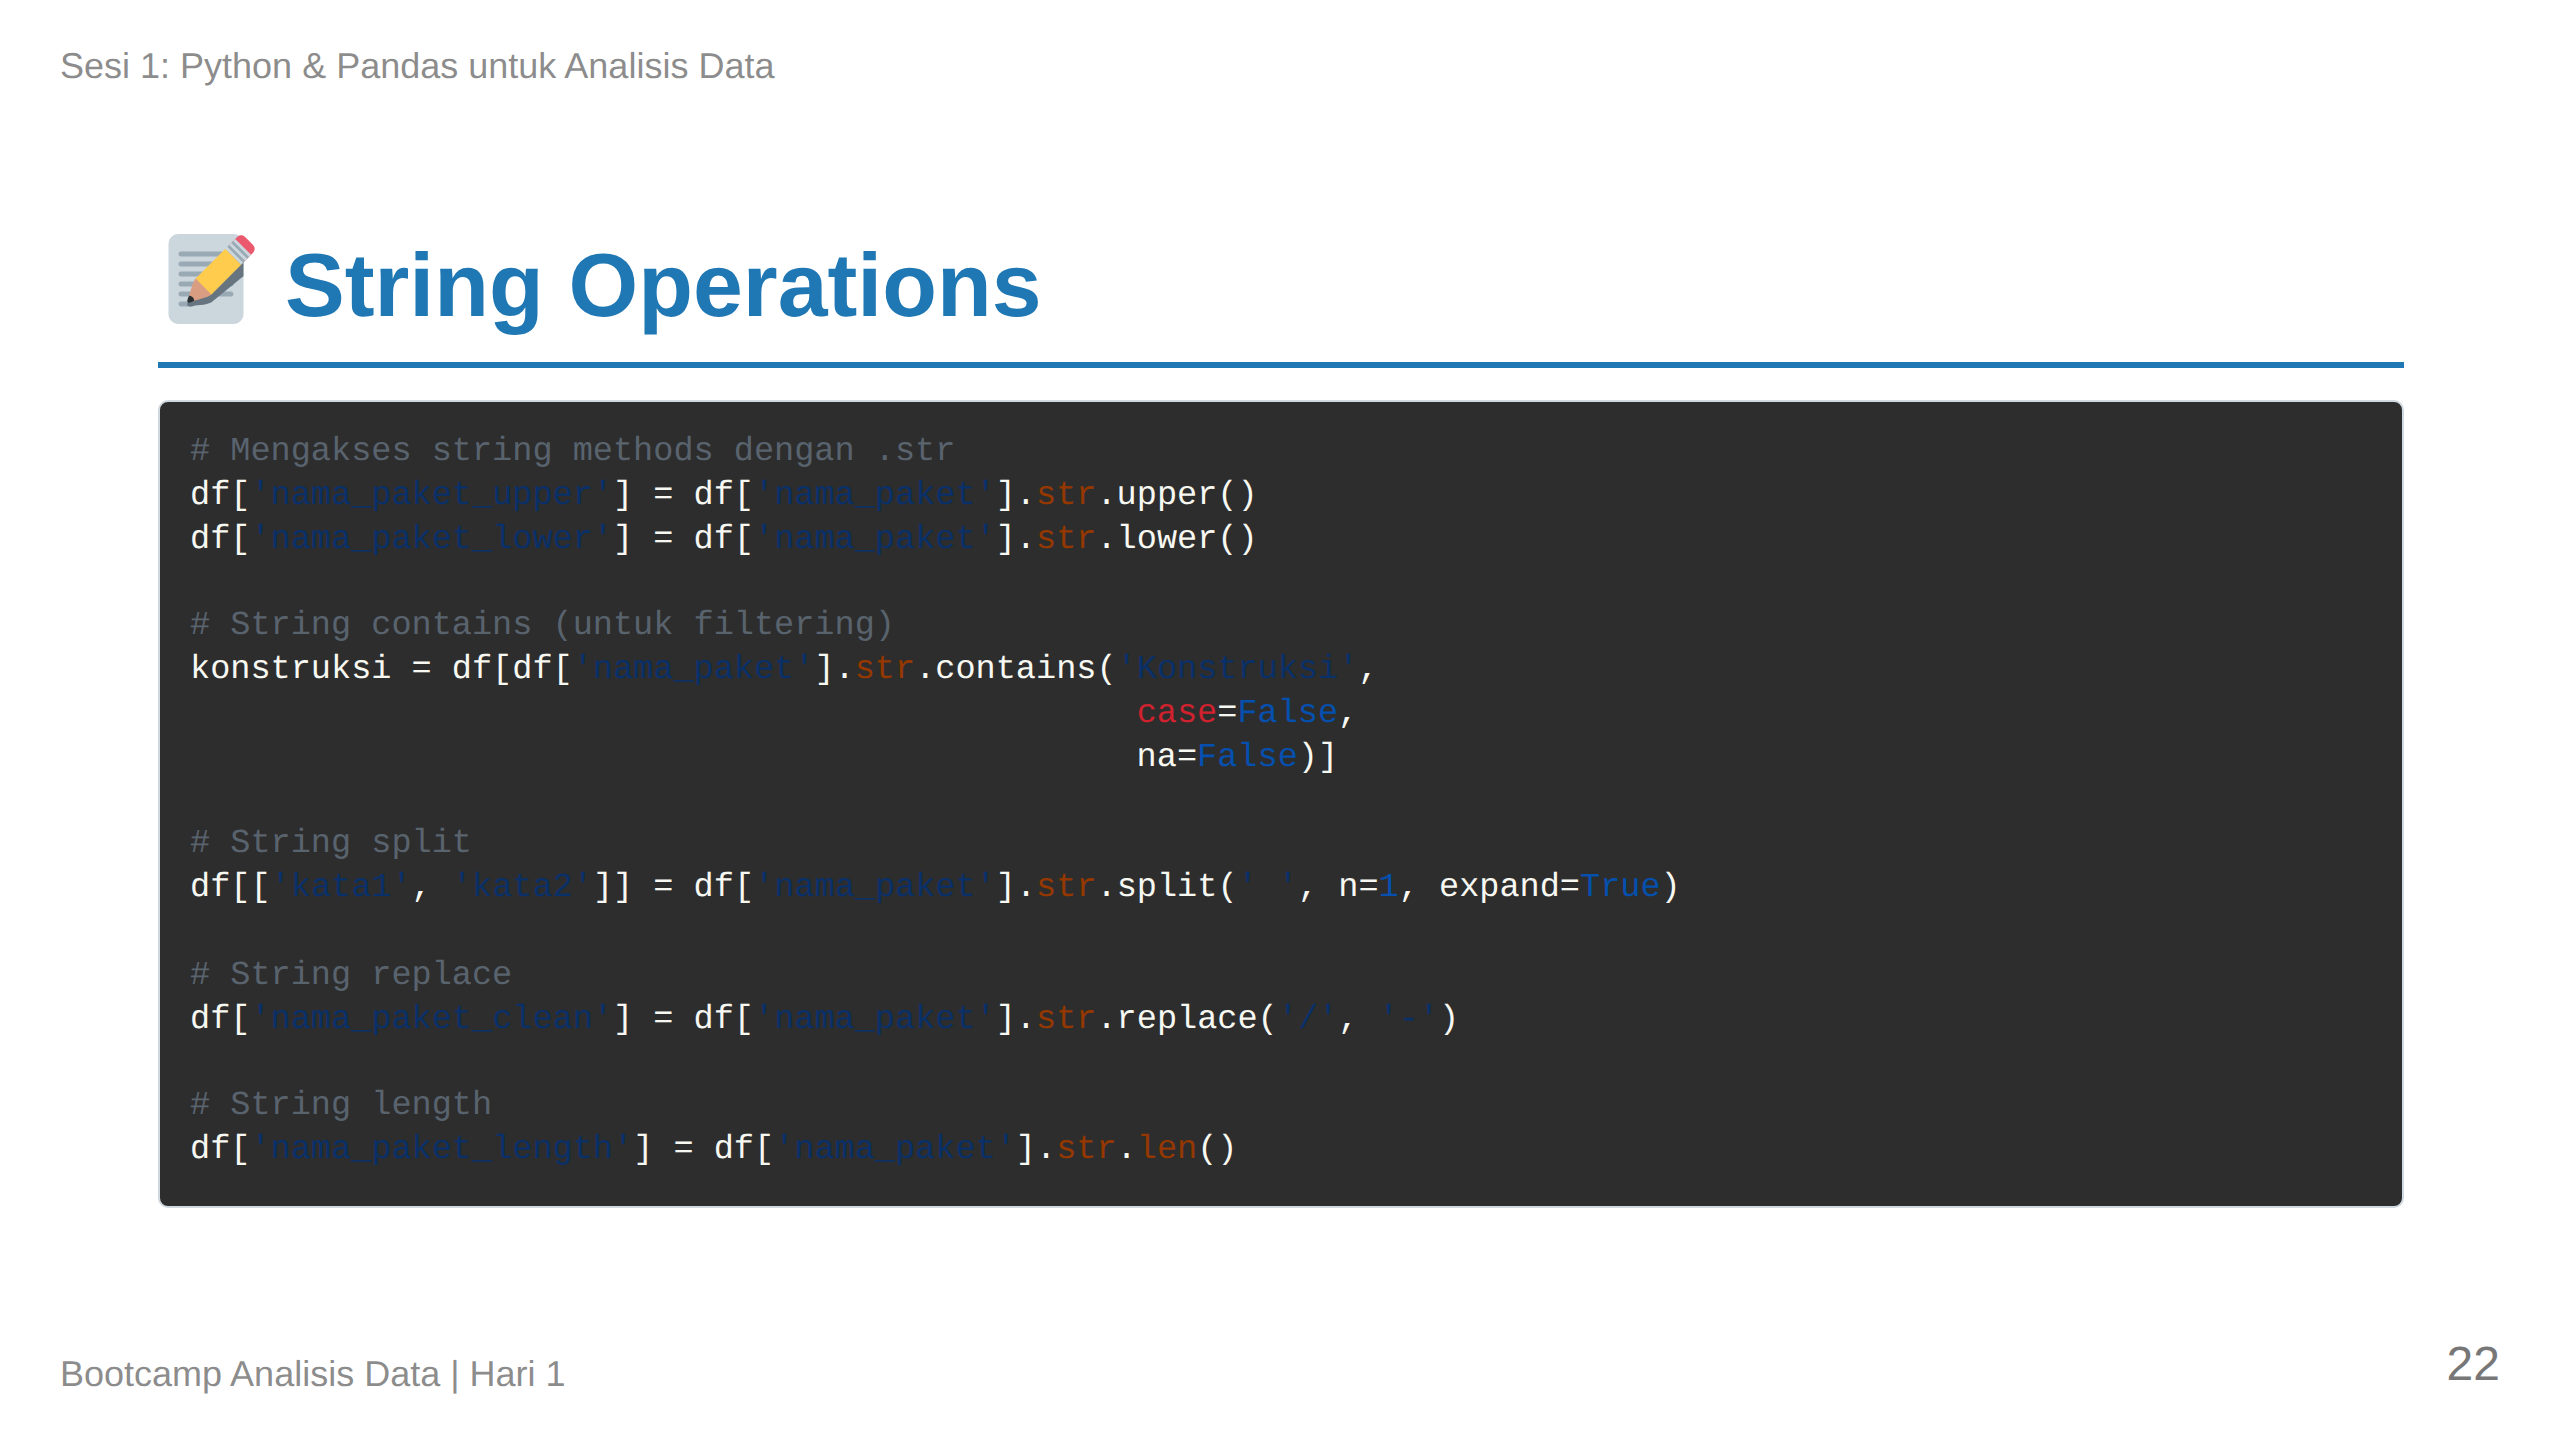 Sesi 1: Python & Pandas untuk Analisis Data
String Operations
# Mengakses string methods dengan .str
df['nama_paket_upper'] = df['nama_paket'].str.upper()
df['nama_paket_lower'] = df['nama_paket'].str.lower()
# String contains (untuk filtering)
konstruksi = df[df['nama_paket'].str.contains('Konstruksi',
case=False,
na=False)]
# String split
df[['kata1', 'kata2']] = df['nama_paket'].str.split(' ', n=1, expand=True)
# String replace
df['nama_paket_clean'] = df['nama_paket'].str.replace('/', '-')
# String length
df['nama_paket_length'] = df['nama_paket'].str.len()
Bootcamp Analisis Data | Hari 1
22